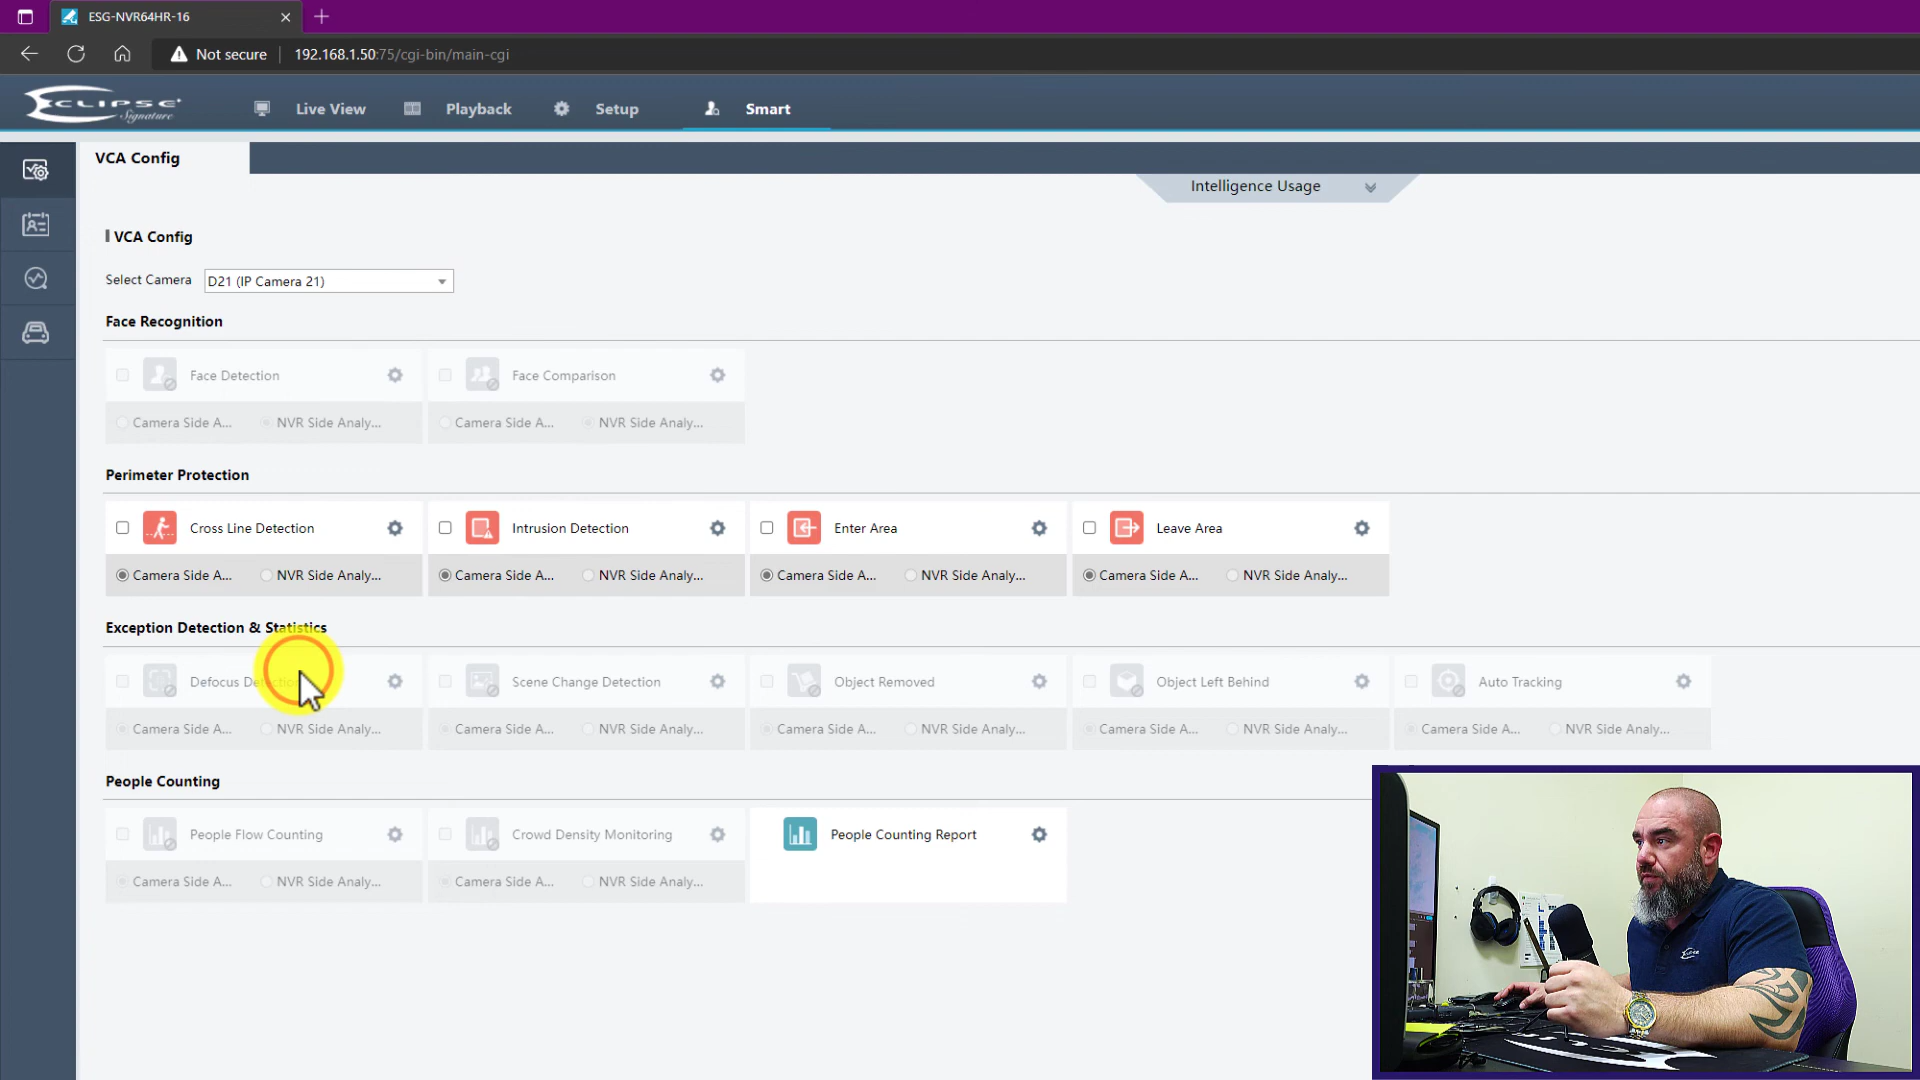 ESG-NVR64HR-16
Not secure
192.168.1.50:75/cgi-bin/main-cgi
ECLIPSE
Signature
Live View
Playback
Setup
Smart
VCA Config
Intelligence Usage
VCA Config
Select Camera
D21 (IP Camera 21)
Face Recognition
Face Detection
Face Comparison
Camera Side A...
NVR Side Analy...
Camera Side A...
NVR Side Analy...
Perimeter Protection
Cross Line Detection
Intrusion Detection
Enter Area
Leave Area
Camera Side A...
NVR Side Analy...
Camera Side A...
NVR Side Analy...
Camera Side A...
NVR Side Analy...
Camera Side A...
NVR Side Analy...
Exception Detection & Statistics
Defocus Detection
Scene Change Detection
Object Removed
Object Left Behind
Auto Tracking
Camera Side A...
NVR Side Analy...
Camera Side A...
NVR Side Analy...
Camera Side A...
NVR Side Analy...
Camera Side A...
NVR Side Analy...
Camera Side A...
NVR Side Analy...
People Counting
People Flow Counting
Crowd Density Monitoring
People Counting Report
Camera Side A...
NVR Side Analy...
Camera Side A...
NVR Side Analy...